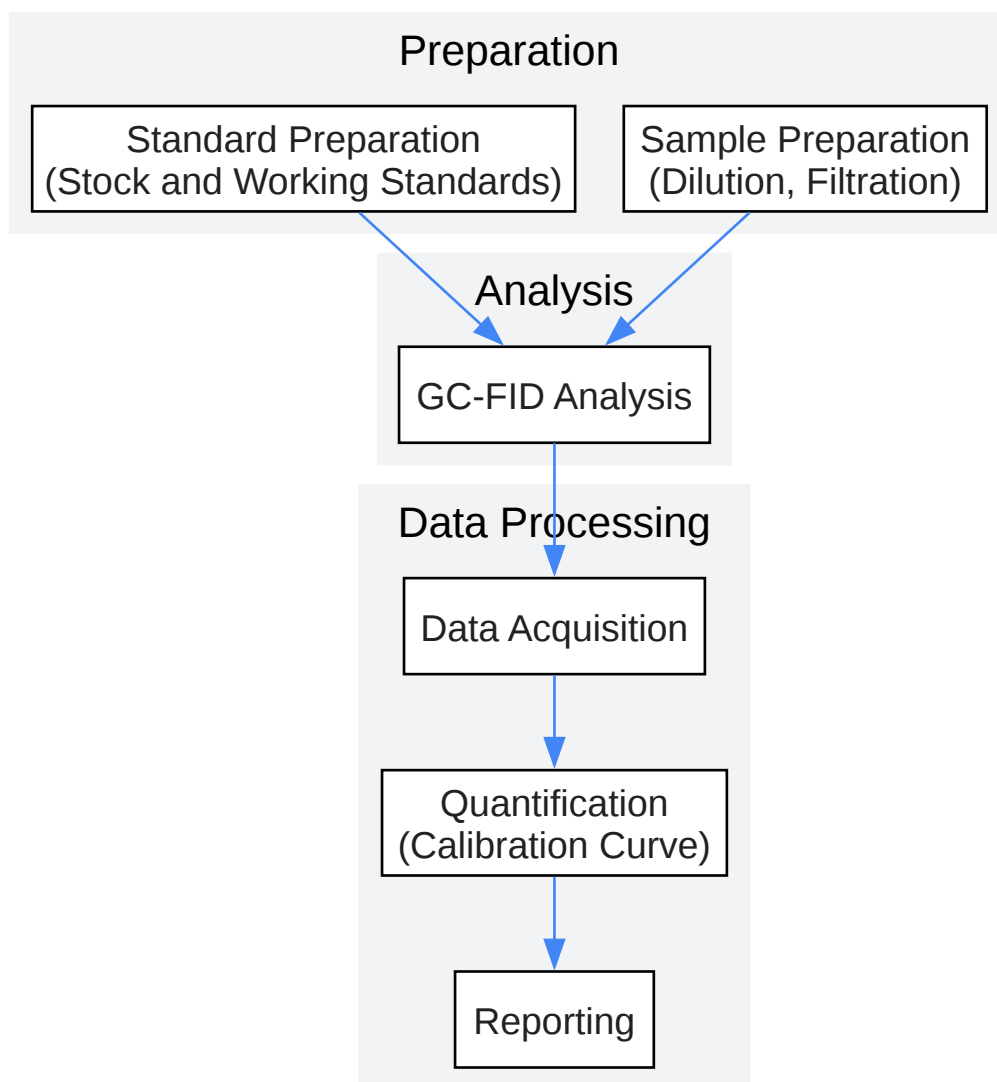 Preparation
Standard Preparation
(Stock and Working Standards)
Sample Preparation
(Dilution, Filtration)
Analysis
GC-FID Analysis
Data Processing
Data Acquisition
Quantification
(Calibration Curve)
Reporting